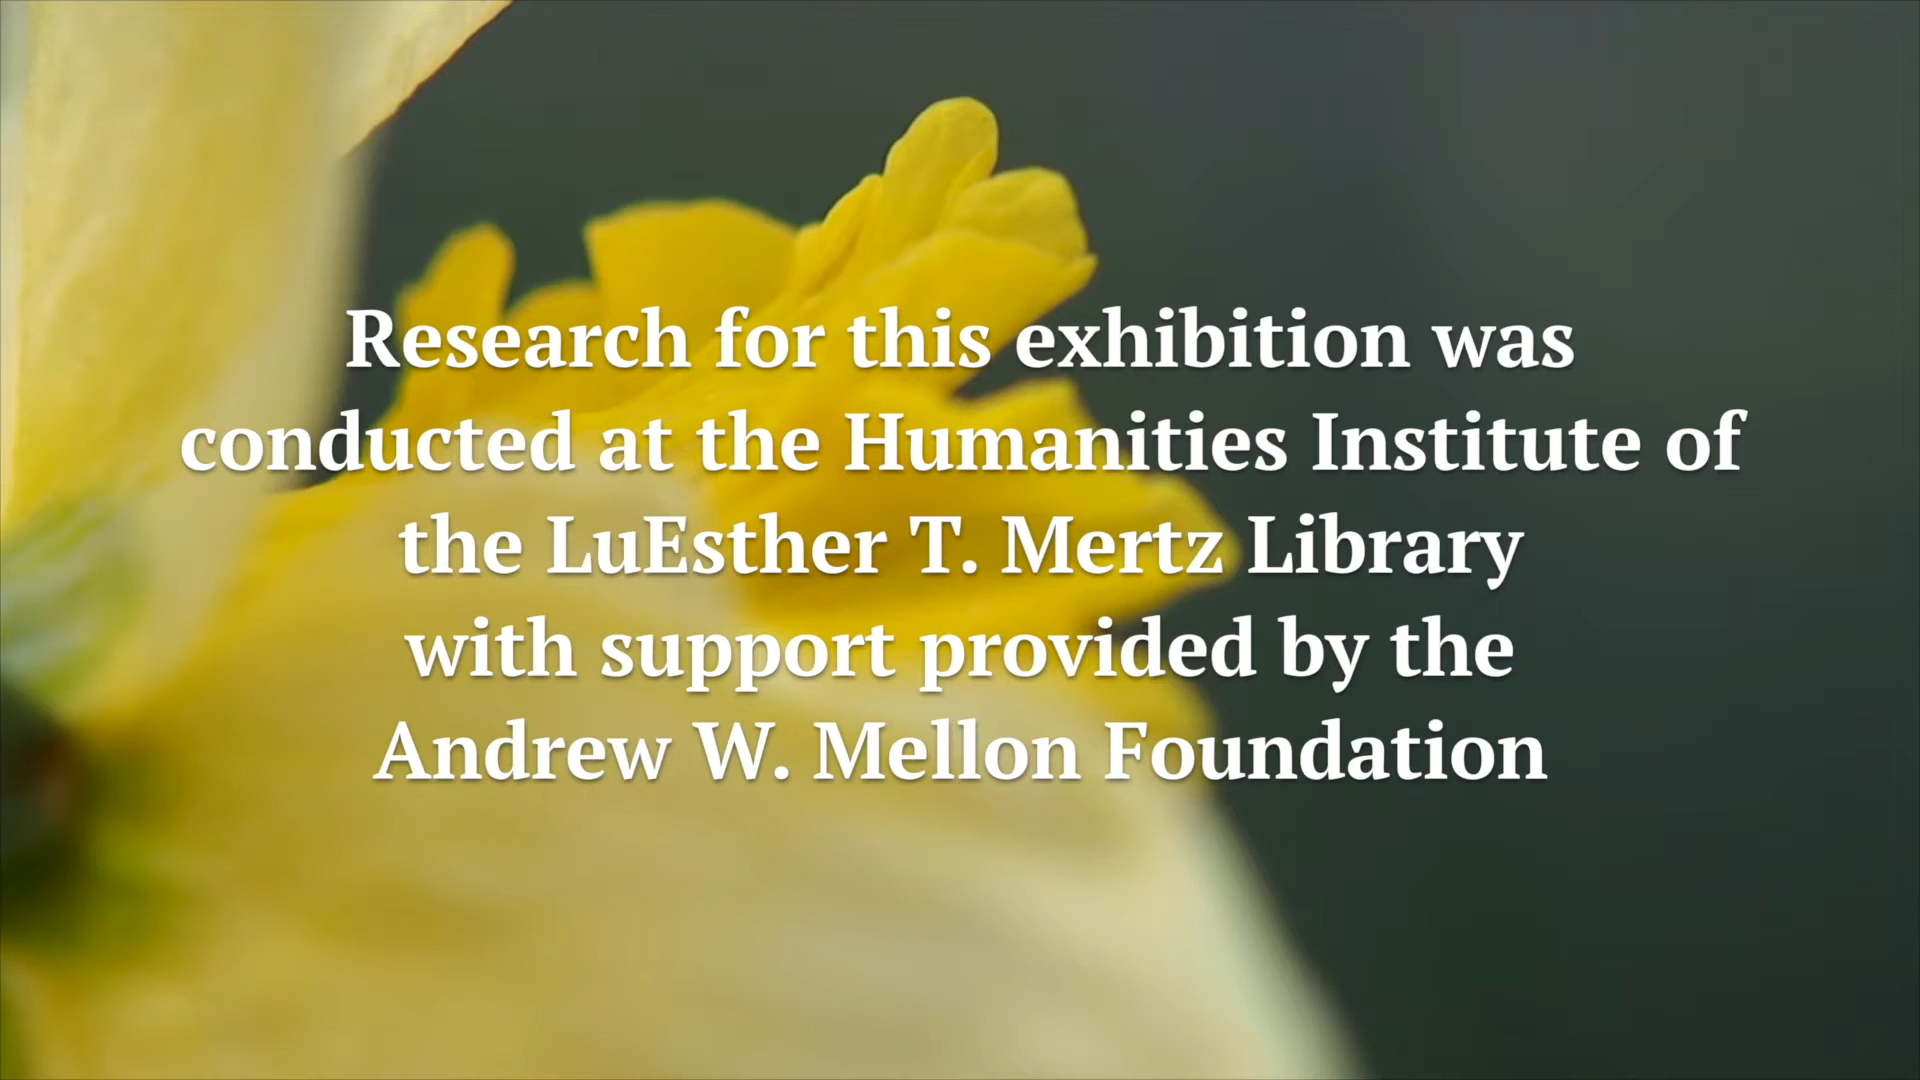 Research for this exhibition was
conducted at the Humanities Institute of
the LuEsther T. Mertz Library
with support provided by the
Andrew W. Mellon Foundation